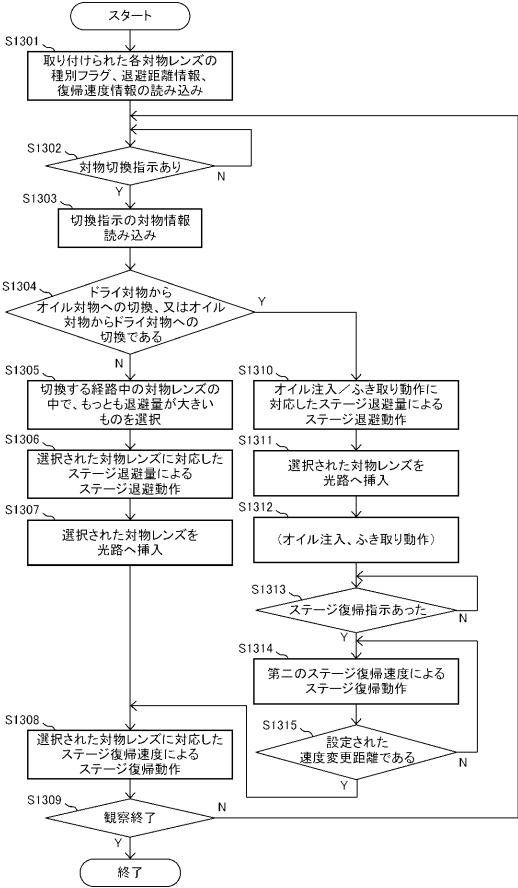 スタート
S1301
取り付けられた各対物レンズの
種別フラグ、退避距離情報、
復帰速度情報の読み込み
S1302
対物切換指示あり
N
Y
S1303
切換指示の対物情報
読み込み
S1304
ドライ対物から
オイル対物への切換、又はオイル
対物からドライ対物への
切換である
Y
N
S1305
切換する経路中の対物レンズの
中で、もっとも退避量が大きい
ものを選択
S1306
選択された対物レンズに対応した
ステージ退避量による
ステージ退避動作
S1307
選択された対物レンズを
光路へ挿入
S1310
オイル注入／ふき取り動作に
対応したステージ退避量による
ステージ退避動作
S1311
選択された対物レンズを
光路へ挿入
S1312
(オイル注入、ふき取り動作)
S1313
ステージ復帰指示あった
N
Y
S1314
第二のステージ復帰速度による
ステージ復帰動作
S1315
設定された
速度変更距離である
N
Y
S1308
選択された対物レンズに対応した
ステージ復帰速度による
ステージ復帰動作
S1309
観察終了
N
Y
終了